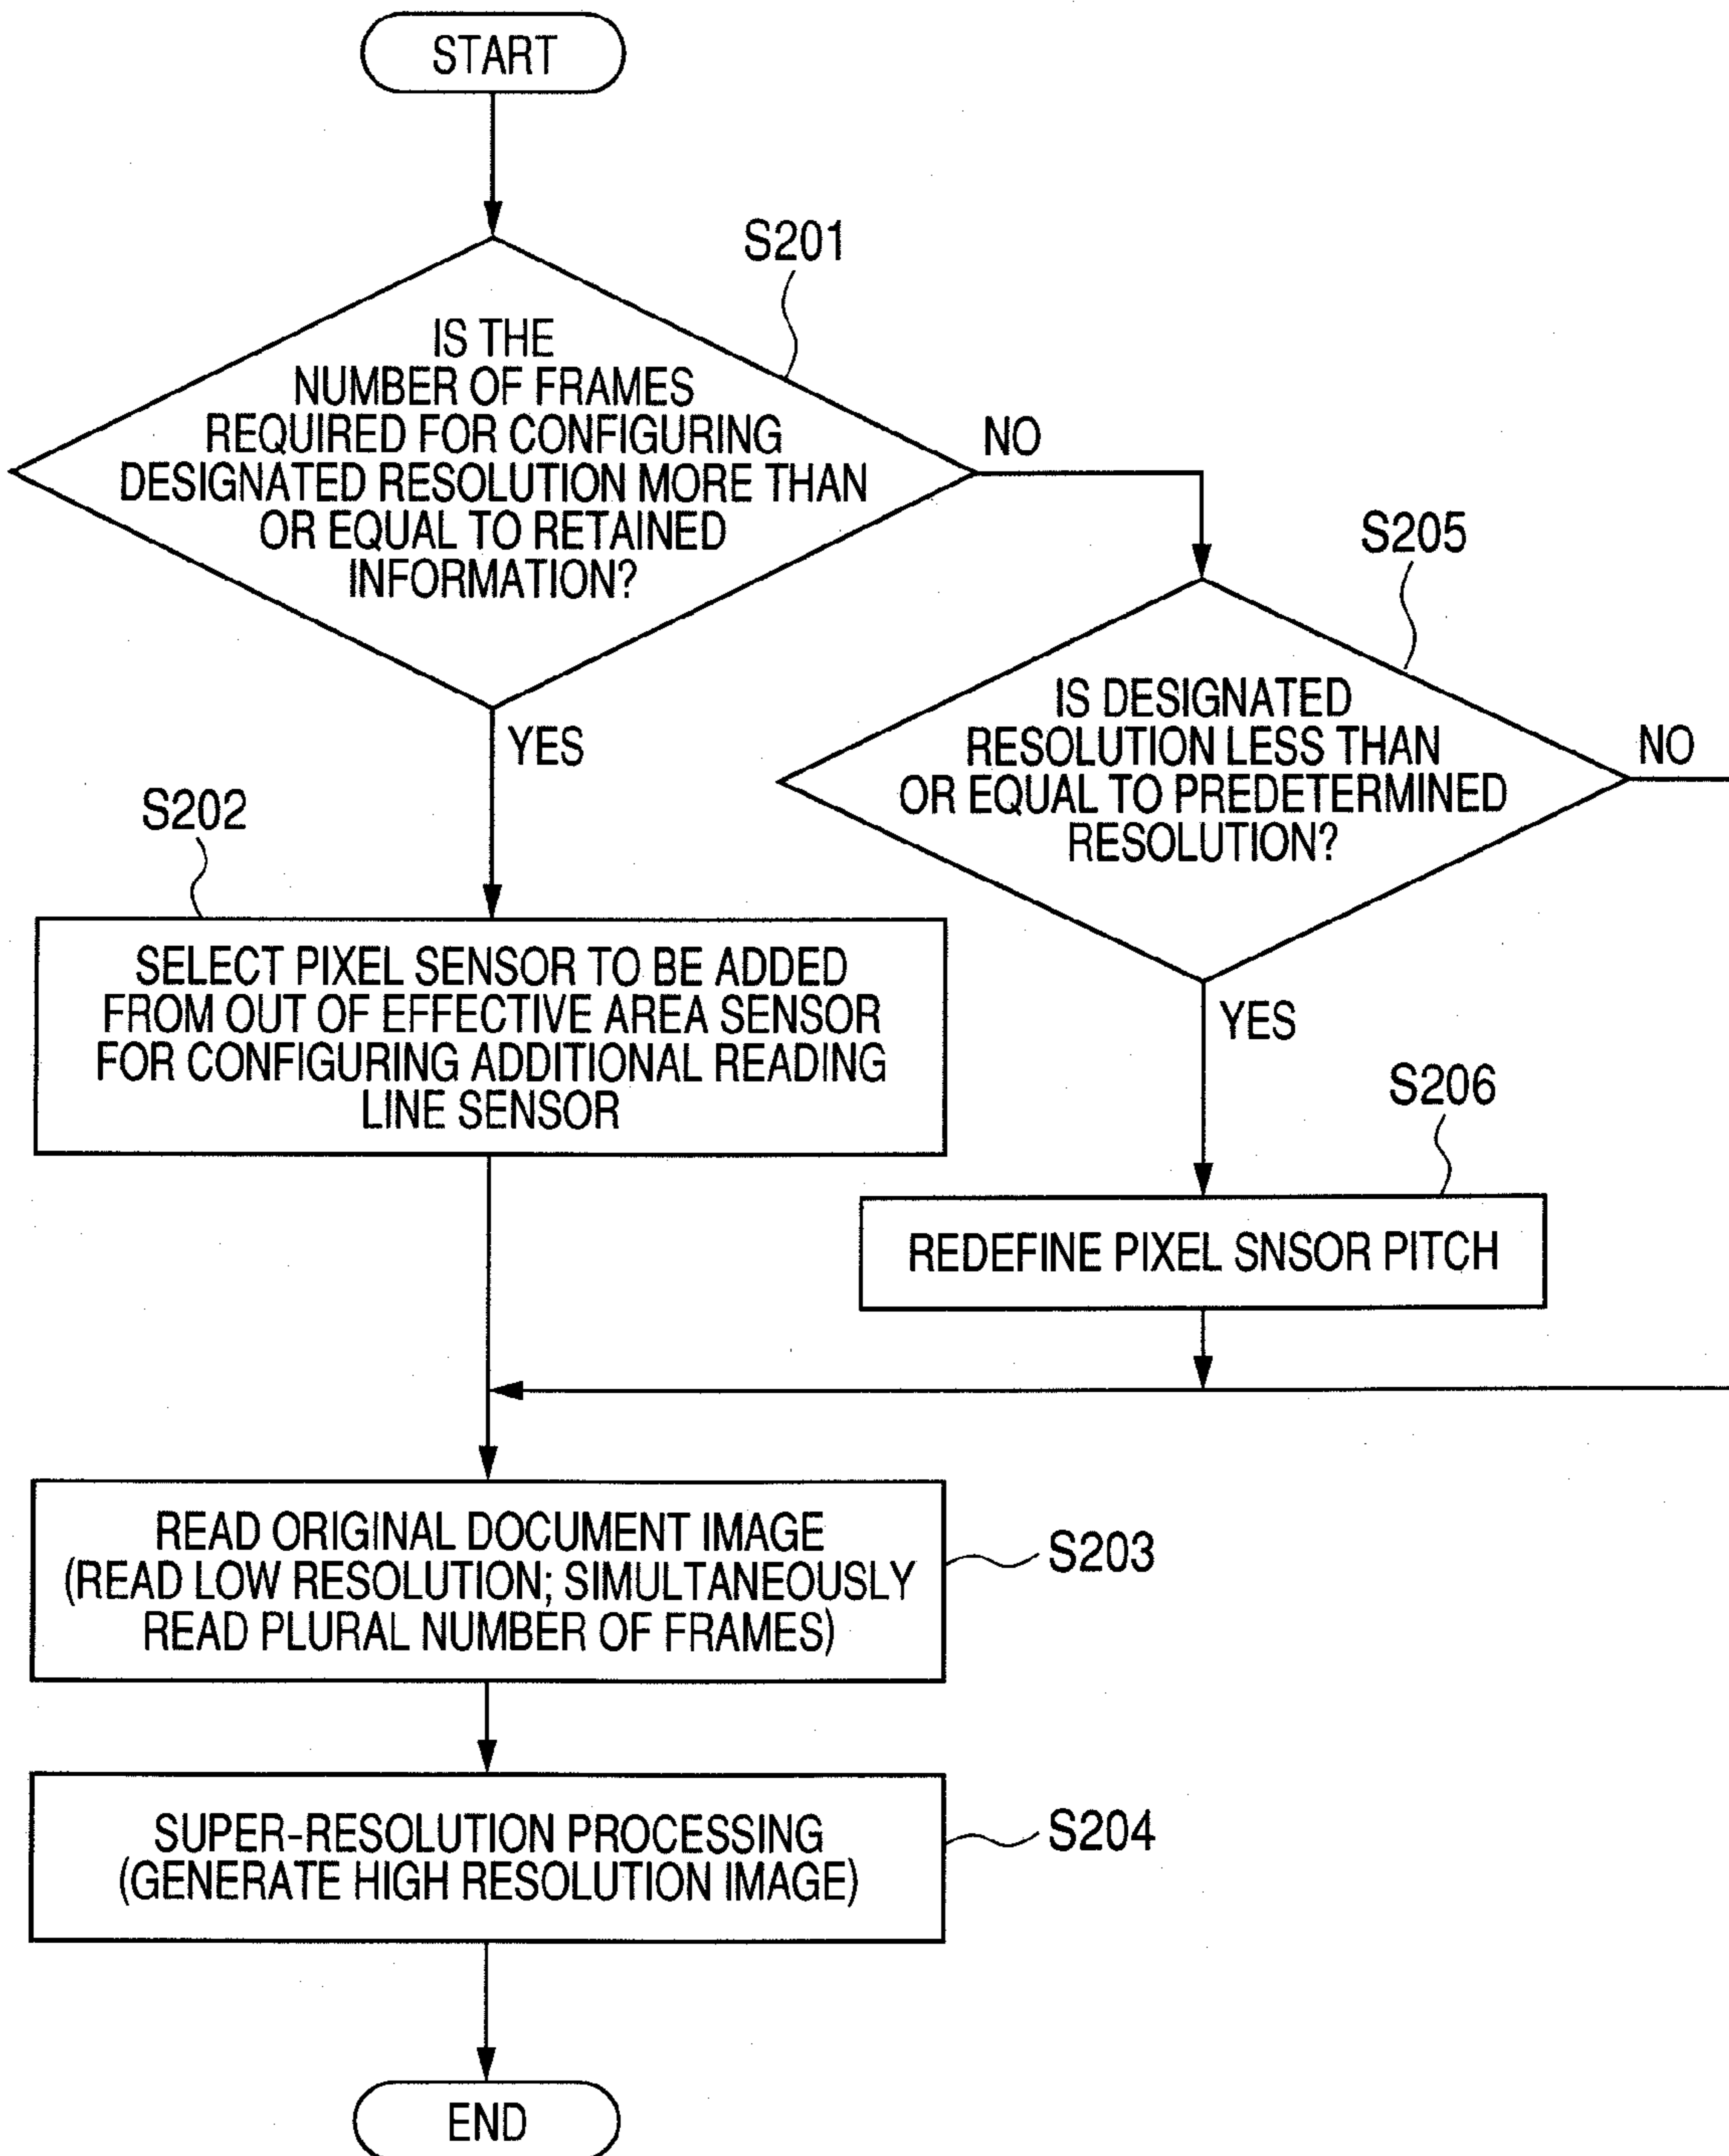 START
S201
IS THE
NUMBER OF FRAMES
REQUIRED FOR CONFIGURING
DESIGNATED RESOLUTION MORE THAN
OR EQUAL TO RETAINED
INFORMATION?
NO
YES
S205
IS DESIGNATED
RESOLUTION LESS THAN
OR EQUAL TO PREDETERMINED
RESOLUTION?
NO
YES
S202
SELECT PIXEL SENSOR TO BE ADDED
FROM OUT OF EFFECTIVE AREA SENSOR
FOR CONFIGURING ADDITIONAL READING
LINE SENSOR
S206
REDEFINE PIXEL SNSOR PITCH
READ ORIGINAL DOCUMENT IMAGE
(READ LOW RESOLUTION; SIMULTANEOUSLY
READ PLURAL NUMBER OF FRAMES)
S203
SUPER-RESOLUTION PROCESSING
(GENERATE HIGH RESOLUTION IMAGE)
S204
END